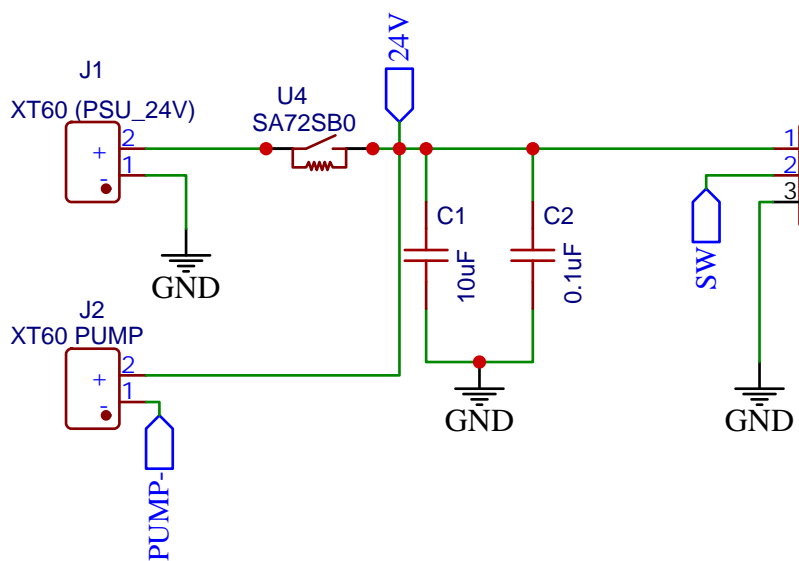 24V
J1
XT60 (PSU_24V)
2
+
1
-
U4
SA72SB0
1
2
3
C1
10uF
C2
0.1uF
SW
GND
J2
XT60 PUMP
2
+
1
-
GND
GND
PUMP-